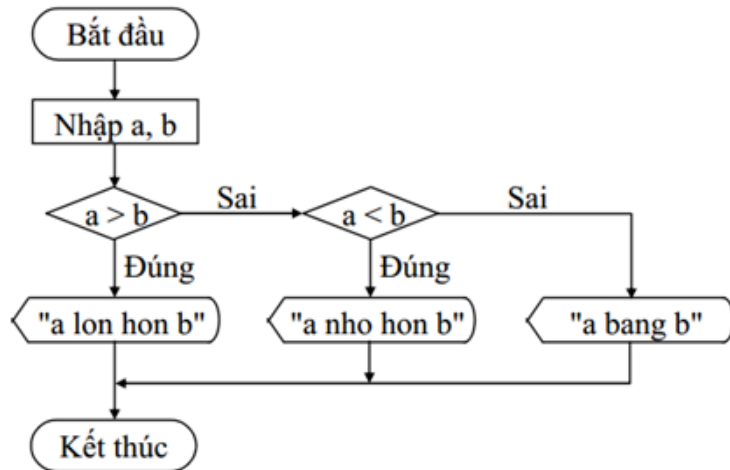 Bắt đầu
Nhập a, b
a > b
Sai
a < b
Sai
Đúng
Đúng
"a lon hon b"
"a nho hon b"
"a bang b"
Kết thúc